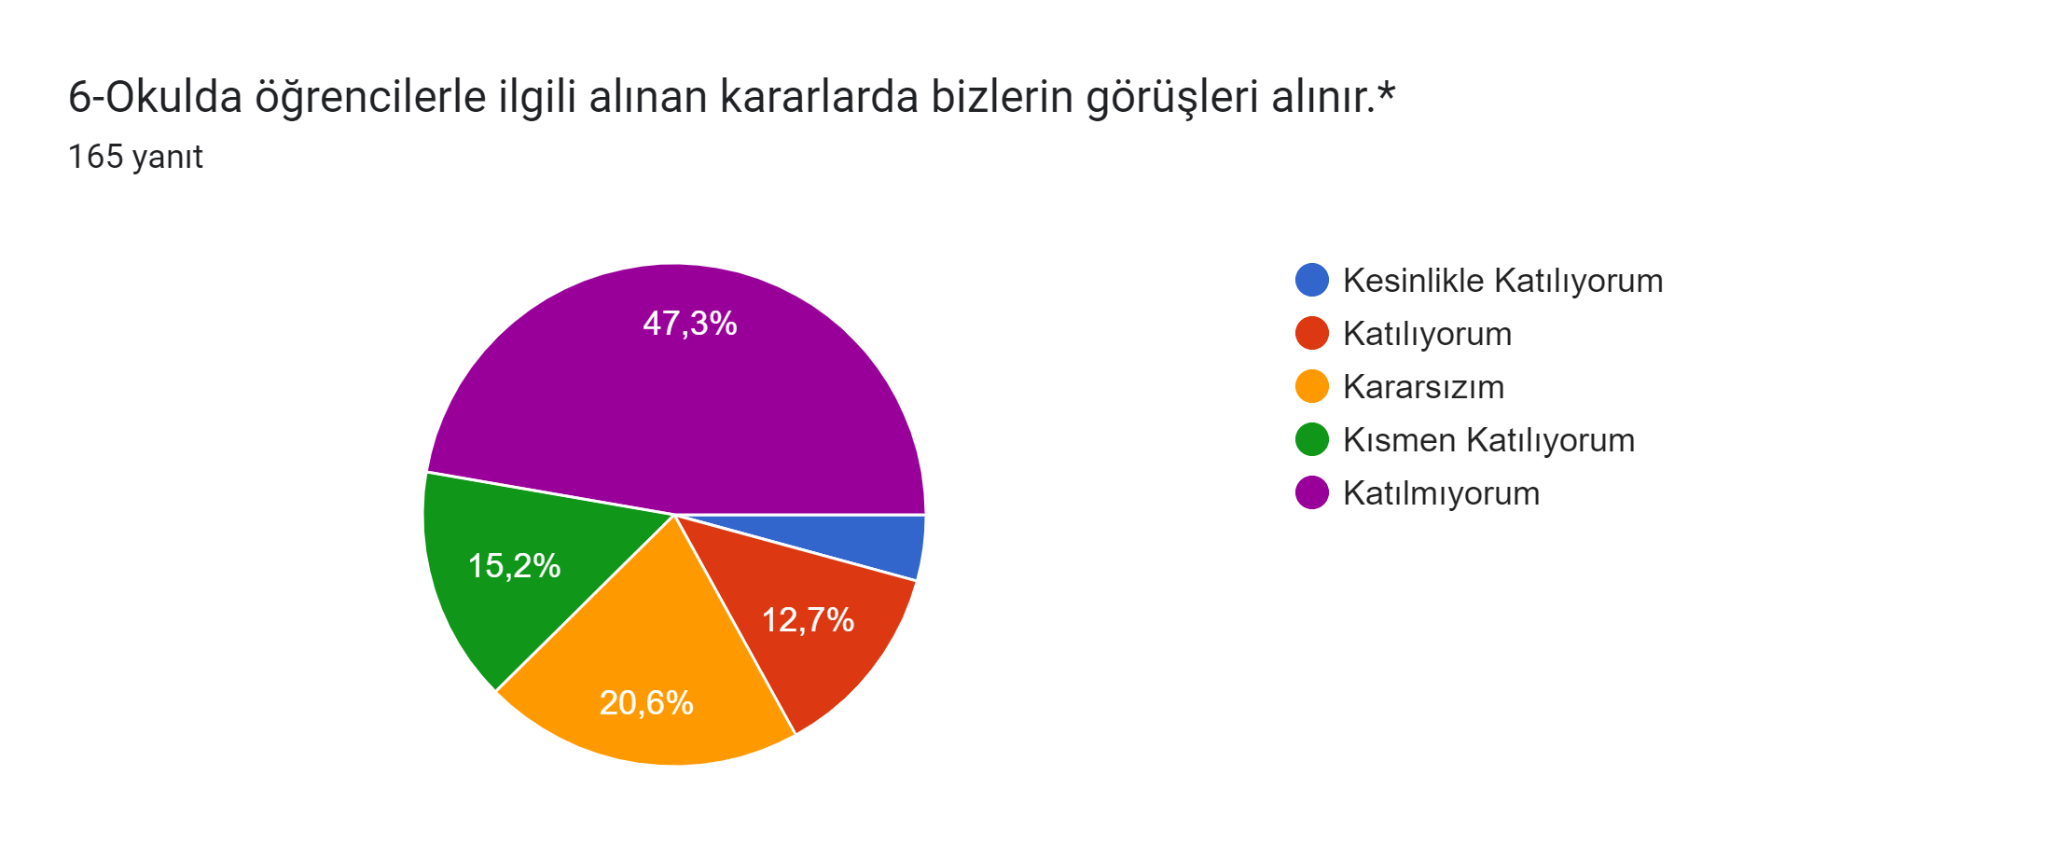 6-Okulda öğrencilerle ilgili alınan kararlarda bizlerin görüşleri alınır.*
165 yanıt
Kesinlikle Katılıyorum
Katılıyorum
Kararsızım
Kısmen Katılıyorum
Katılmıyorum
47,3%
15,2%
12,7%
20,6%